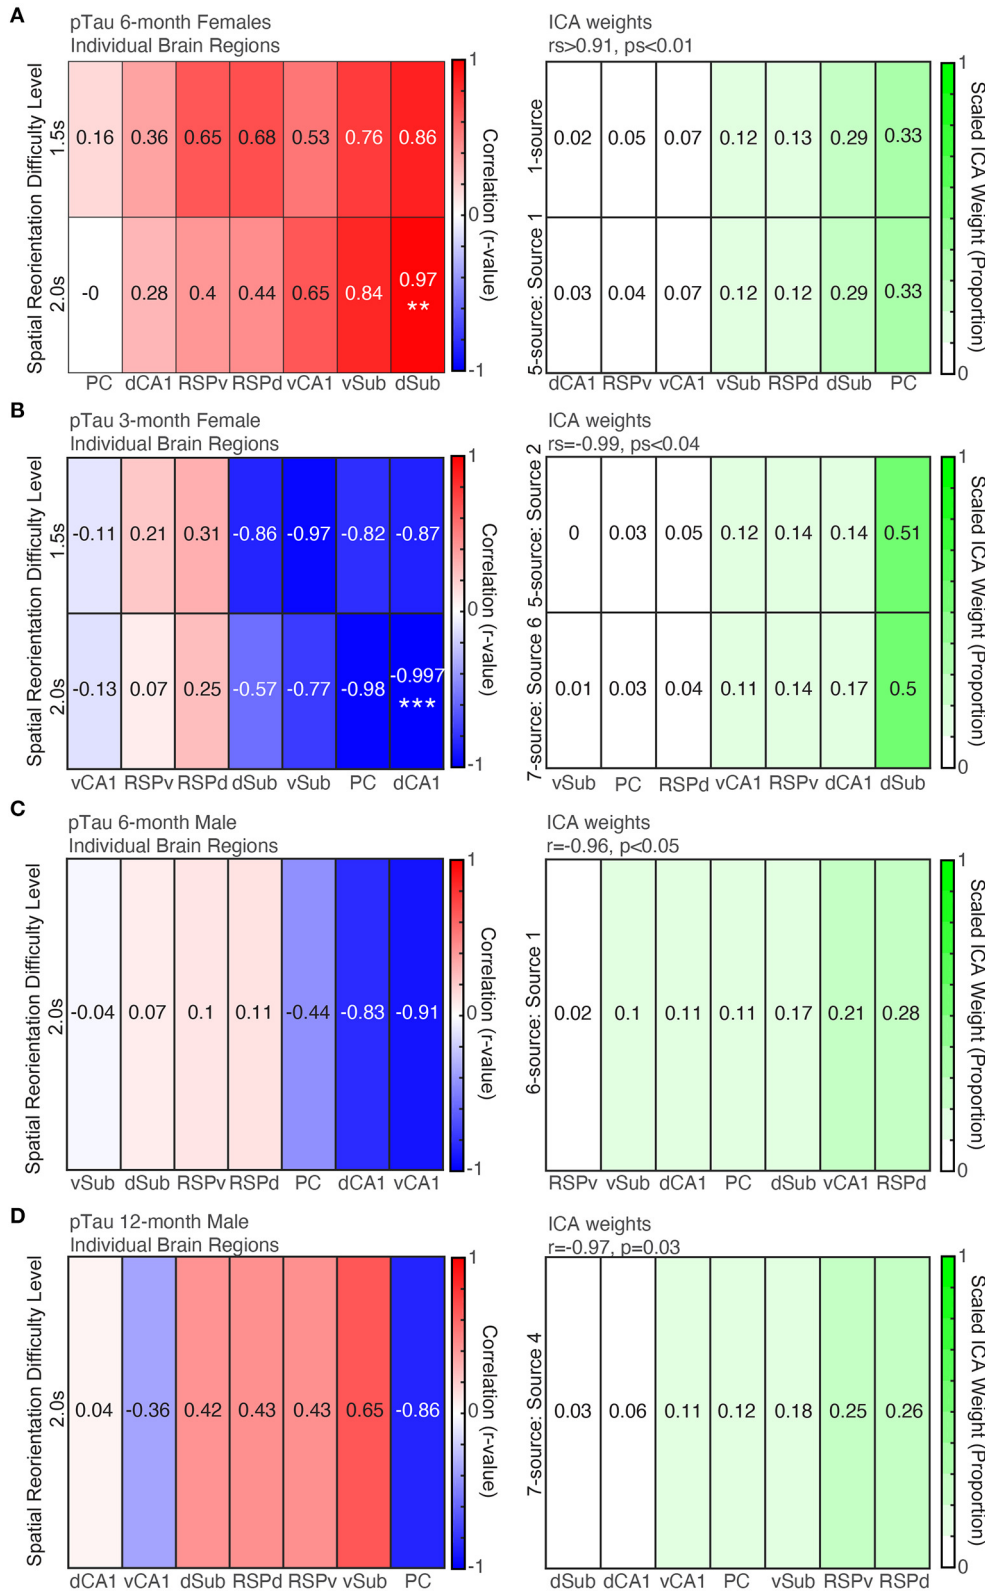 A
pTau 6-month Females
Individual Brain Regions
Spatial Reorientation Difficulty Level
1.5s
2.0s
0.16 0.36 0.65 0.68 0.53 0.76 0.86
-0 0.28 0.4 0.44 0.65 0.84 0.97
**
PC dCA1 RSPv RSPd vCA1 vSub dSub
1
0
-1
Correlation (r-value)
ICA weights
rs>0.91, ps<0.01
1-source
5-source: Source 1
0.02 0.05 0.07 0.12 0.13 0.29 0.33
0.03 0.04 0.07 0.12 0.12 0.29 0.33
dCA1 RSPv vCA1 vSub RSPd dSub PC
1
0
Scaled ICA Weight (Proportion)
B
pTau 3-month Female
Individual Brain Regions
Spatial Reorientation Difficulty Level
1.5s
2.0s
-0.11 0.21 0.31 -0.86 -0.97 -0.82 -0.87
-0.13 0.07 0.25 -0.57 -0.77 -0.98 -0.997
***
vCA1 RSPv RSPd dSub vSub PC dCA1
1
0
-1
Correlation (r-value)
ICA weights
rs=-0.99, ps<0.04
5-source: Source 2
7-source: Source 6
0 0.03 0.05 0.12 0.14 0.14 0.51
0.01 0.03 0.04 0.11 0.14 0.17 0.5
vSub PC RSPd vCA1 RSPv dCA1 dSub
1
0
Scaled ICA Weight (Proportion)
C
pTau 6-month Male
Individual Brain Regions
Spatial Reorientation Difficulty Level
2.0s
-0.04 0.07 0.1 0.11 -0.44 -0.83 -0.91
vSub dSub RSPv RSPd PC dCA1 vCA1
1
0
-1
Correlation (r-value)
ICA weights
r=-0.96, p<0.05
6-source: Source 1
0.02 0.1 0.11 0.11 0.17 0.21 0.28
RSPv vSub dCA1 PC dSub vCA1 RSPd
1
0
Scaled ICA Weight (Proportion)
D
pTau 12-month Male
Individual Brain Regions
Spatial Reorientation Difficulty Level
2.0s
0.04 -0.36 0.42 0.43 0.43 0.65 -0.86
dCA1 vCA1 dSub RSPd RSPv vSub PC
1
0
-1
Correlation (r-value)
ICA weights
r=-0.97, p=0.03
7-source: Source 4
0.03 0.06 0.11 0.12 0.18 0.25 0.26
dSub dCA1 vCA1 PC vSub RSPv RSPd
1
0
Scaled ICA Weight (Proportion)